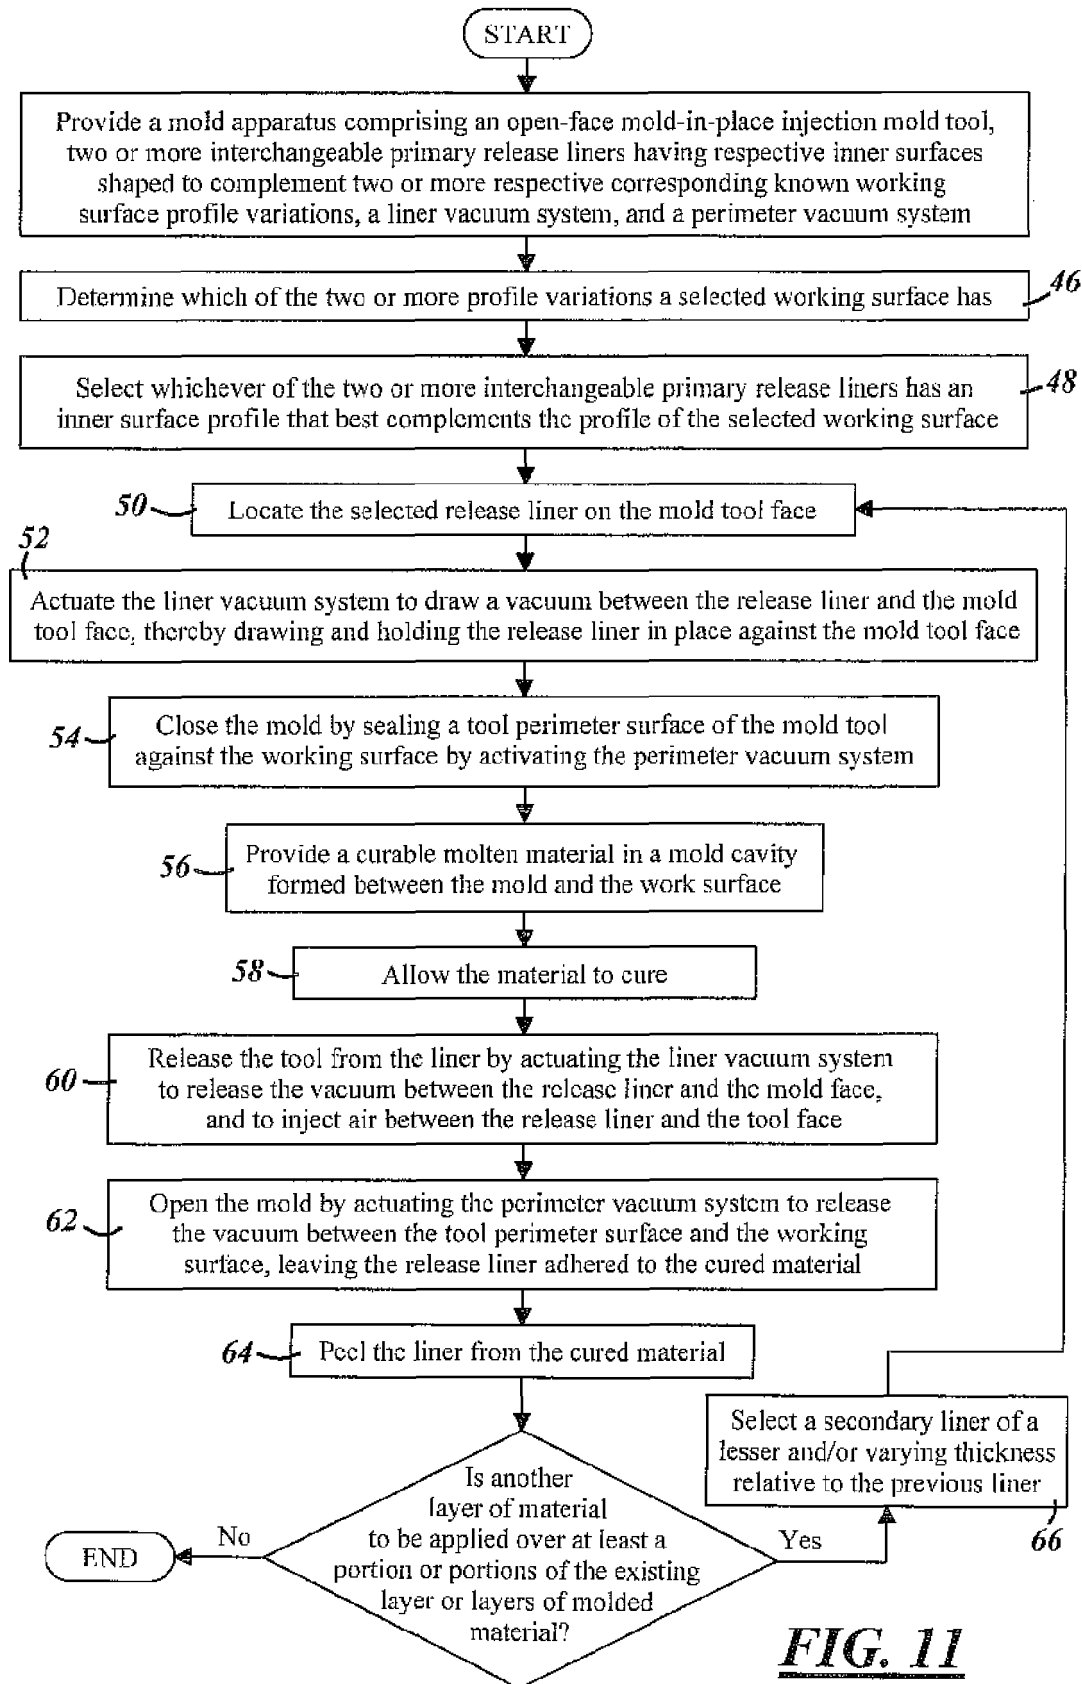 START
Provide a mold apparatus comprising an open-face mold-in-place injection mold tool,
two or more interchangeable primary release liners having respective inner surfaces
shaped to complement two or more respective corresponding known working
surface profile variations, a liner vacuum system, and a perimeter vacuum system
Determine which of the two or more profile variations a selected working surface has
46
Select whichever of the two or more interchangeable primary release liners has an
inner surface profile that best complements the profile of the selected working surface
48
50
Locate the selected release liner on the mold tool face
52
Actuate the liner vacuum system to draw a vacuum between the release liner and the mold
tool face, thereby drawing and holding the release liner in place against the mold tool face
54
Close the mold by sealing a tool perimeter surface of the mold tool
against the working surface by activating the perimeter vacuum system
56
Provide a curable molten material in a mold cavity
formed between the mold and the work surface
58
Allow the material to cure
60
Release the tool from the liner by actuating the liner vacuum system
to release the vacuum between the release liner and the mold face,
and to inject air between the release liner and the tool face
62
Open the mold by actuating the perimeter vacuum system to release
the vacuum between the tool perimeter surface and the working
surface, leaving the release liner adhered to the cured material
64
Peel the liner from the cured material
Select a secondary liner of a
lesser and/or varying thickness
relative to the previous liner
66
Is another
layer of material
to be applied over at least a
portion or portions of the existing
layer or layers of molded
material?
No
Yes
END
FIG. 11